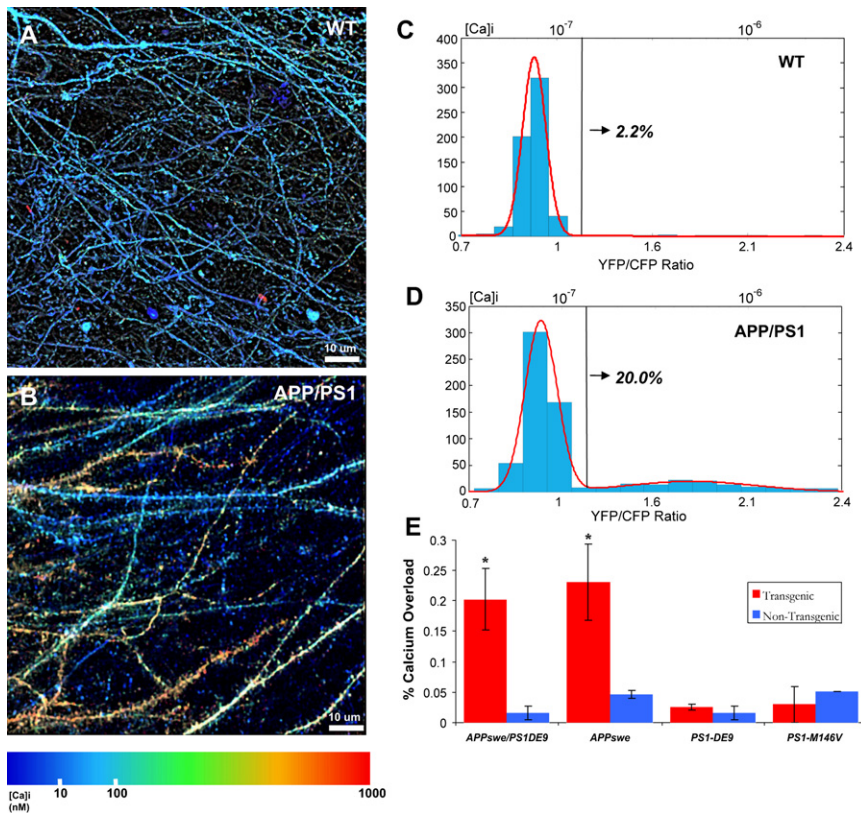 A
WT
10 um
B
APP/PS1
10 um
[Ca]i
(nM)
10
100
1000
C
[Ca]i
10-7
10-6
WT
400
350
300
250
200
150
100
50
0
→ 2.2%
0.7
1
1.6
2.1
2.4
YFP/CFP Ratio
D
[Ca]i
10-7
10-6
APP/PS1
350
300
250
200
150
100
50
0
→ 20.0%
0.7
1
1.6
2.1
2.4
YFP/CFP Ratio
E
% Calcium Overload
0.3
0.25
0.2
0.15
0.1
0.05
0
*
*
Transgenic
Non-Transgenic
APPswe/PS1DE9
APPswe
PS1-DE9
PS1-M146V